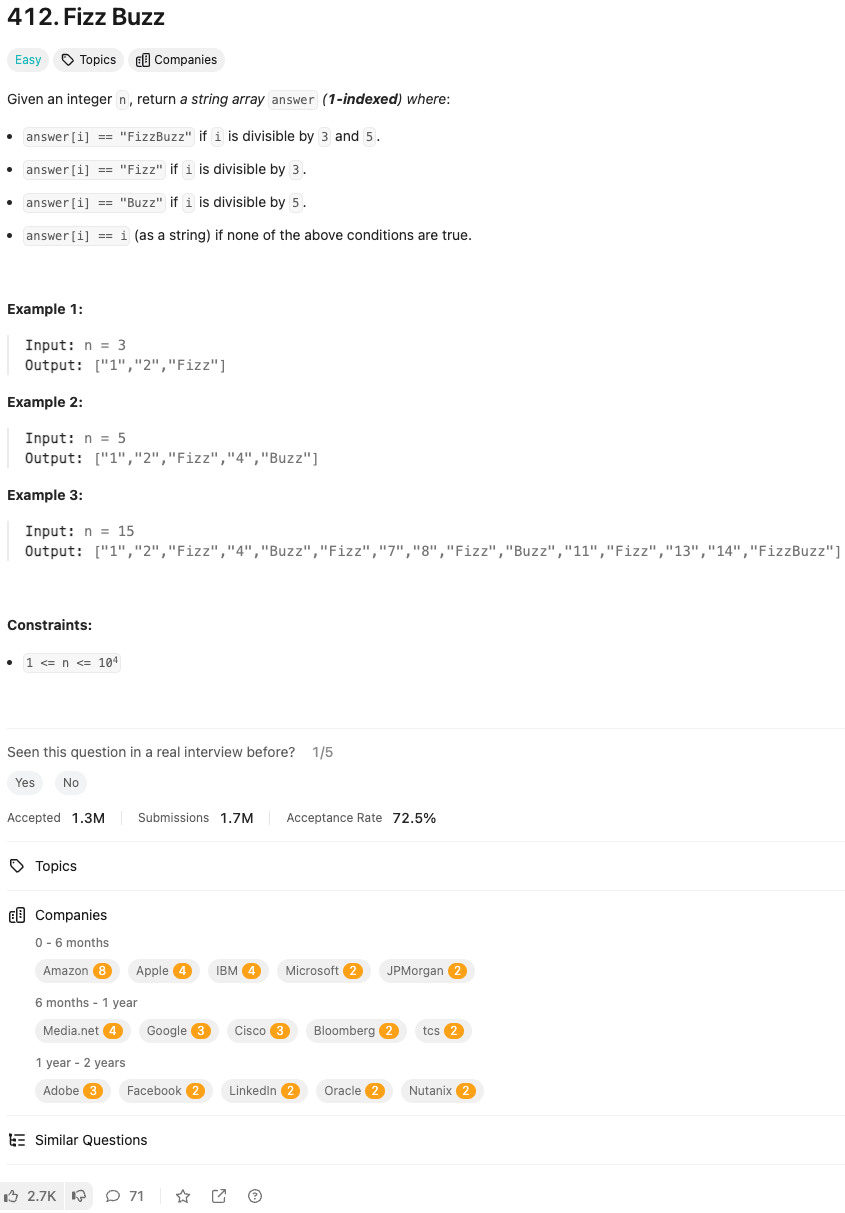 412. Fizz Buzz
Easy Topics Companies
Given an integer n, return a string array answer (1-indexed) where:
• answer[i] == "FizzBuzz" if i is divisible by 3 and 5.
• answer[i] == "Fizz" if i is divisible by 3.
• answer[i] == "Buzz" if i is divisible by 5.
• answer[i] == i (as a string) if none of the above conditions are true.
Example 1:
Input: n = 3
Output: ["1","2","Fizz"]
Example 2:
Input: n = 5
Output: ["1","2","Fizz","4","Buzz"]
Example 3:
Input: n = 15
Output: ["1","2","Fizz","4","Buzz","Fizz","7","8","Fizz","Buzz","11","Fizz","13","14","FizzBuzz"]
Constraints:
• 1 <= n <= 10⁴
Seen this question in a real interview before? 1/5
Yes No
Accepted 1.3M Submissions 1.7M Acceptance Rate 72.5%
Topics
Companies
0 - 6 months
Amazon 8 Apple 4 IBM 4 Microsoft 2 JPMorgan 2
6 months - 1 year
Media.net 4 Google 3 Cisco 3 Bloomberg 2 tcs 2
1 year - 2 years
Adobe 3 Facebook 2 LinkedIn 2 Oracle 2 Nutanix 2
Similar Questions
2.7K 71